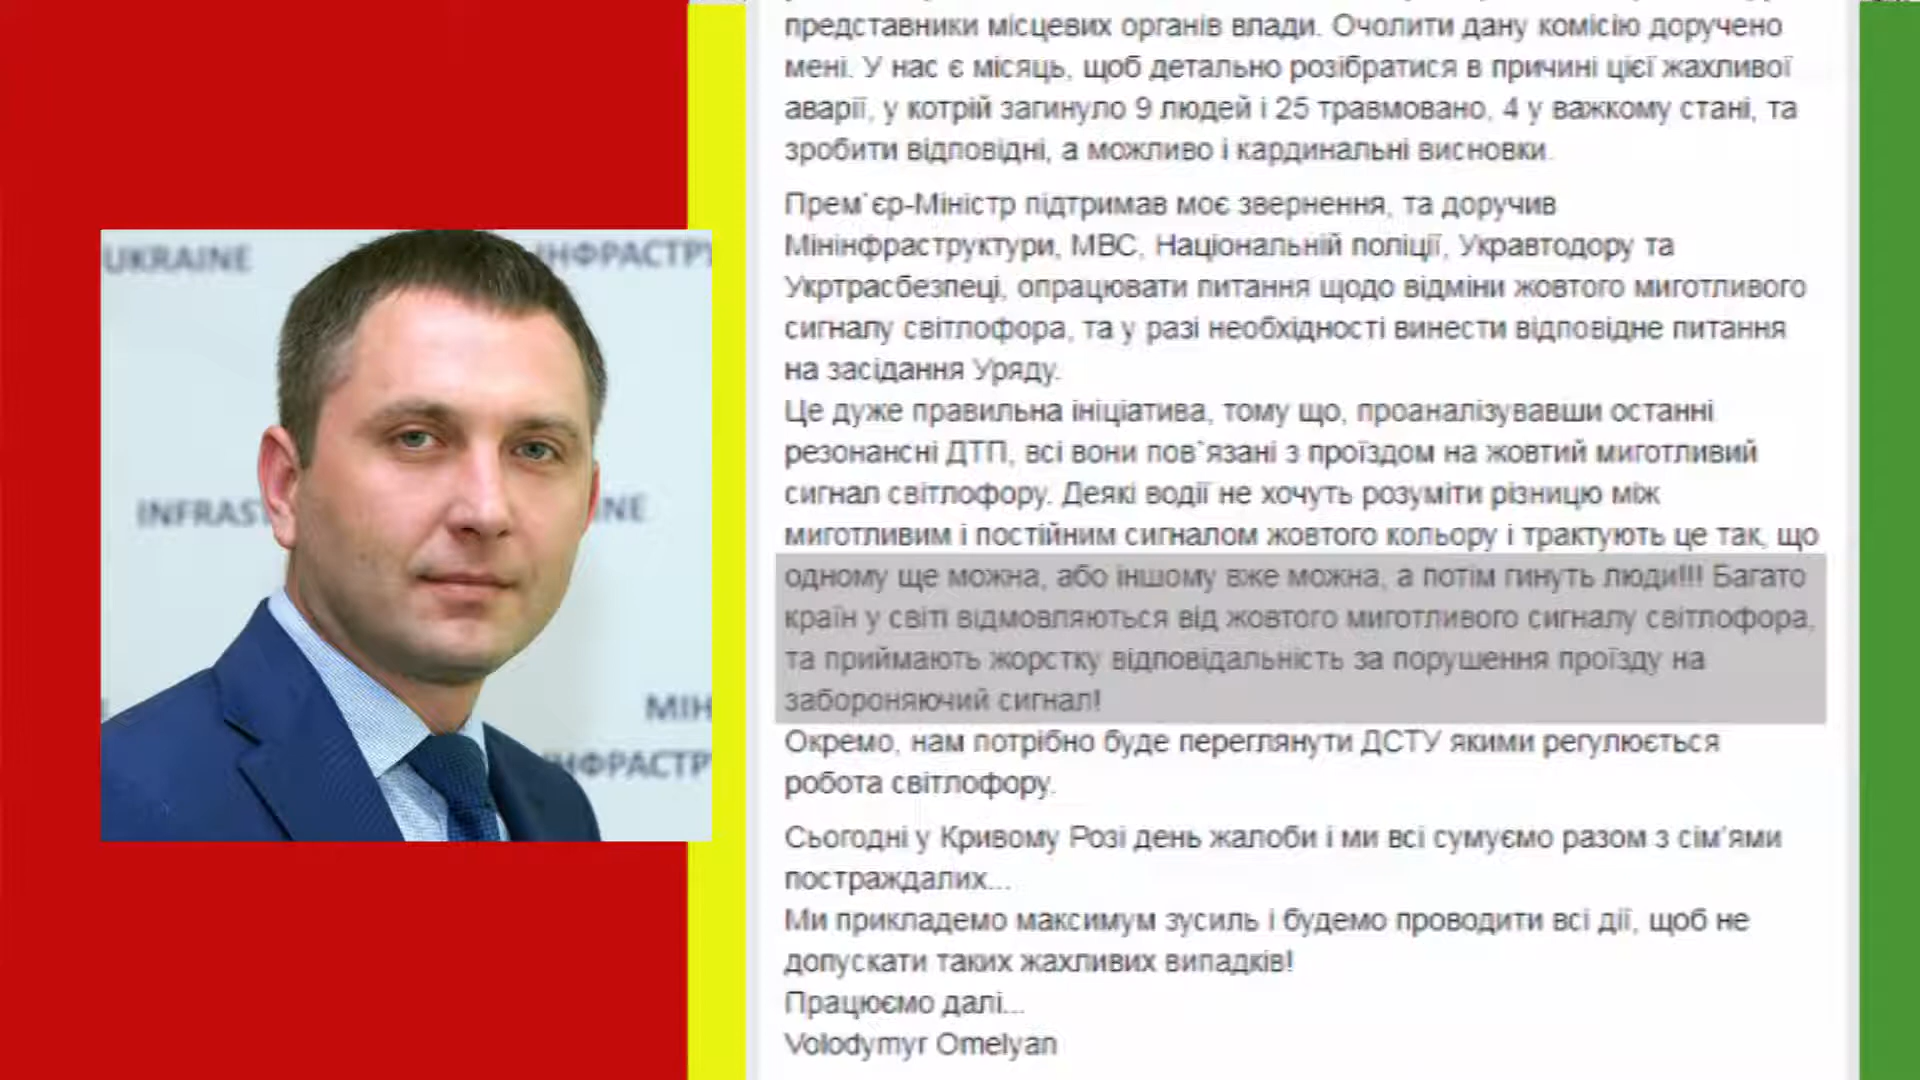 UKRAINE
ІНФРАСТРУ
INFRAS
INE
МІН
ІНФРАСТР
представники місцевих органів влади. Очолити дану комісію доручено
мені. У нас є місяць, щоб детально розібратися в причині цієї жахливої
аварії, у котрій загинуло 9 людей і 25 травмовано, 4 у важкому стані, та
зробити відповідні, а можливо і кардинальні висновки.
Прем`єр-Міністр підтримав моє звернення, та доручив
Мінінфраструктури, МВС, Національній поліції, Укравтодору та
Укртрасбезпеці, опрацювати питання щодо відміни жовтого миготливого
сигналу світлофора, та у разі необхідності винести відповідне питання
на засідання Уряду.
Це дуже правильна ініціатива, тому що, проаналізувавши останні
резонансні ДТП, всі вони пов`язані з проїздом на жовтий миготливий
сигнал світлофору. Деякі водії не хочуть розуміти різницю між
миготливим і постійним сигналом жовтого кольору і трактують це так, що
одному ще можна, або іншому вже можна, а потім гинуть люди!!! Багато
країн у світі відмовляються від жовтого миготливого сигналу світлофора,
та приймають жорстку відповідальність за порушення проїзду на
забороняючий сигнал!
Окремо, нам потрібно буде переглянути ДСТУ якими регулюється
робота світлофору.
Сьогодні у Кривому Розі день жалоби і ми всі сумуємо разом з сім'ями
постраждалих...
Ми прикладемо максимум зусиль і будемо проводити всі дії, щоб не
допускати таких жахливих випадків!
Працюємо далі...
Volodymyr Omelyan